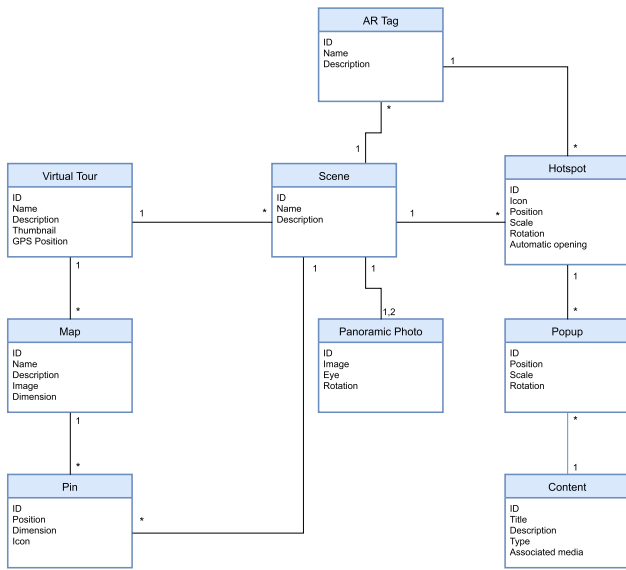 AR Tag
ID
Name
Description
1
*
*
1
Virtual Tour
ID
Name
Description
Thumbnail
GPS Position
1
*
Scene
ID
Name
Description
1
*
Hotspot
ID
Icon
Position
Scale
Rotation
Automatic opening
1
*
1
1
1,2
1
*
Map
ID
Name
Description
Image
Dimension
Panoramic Photo
ID
Image
Eye
Rotation
Popup
ID
Position
Scale
Rotation
1
*
*
1
Pin
ID
Position
Dimension
Icon
*
Content
ID
Title
Description
Type
Associated media